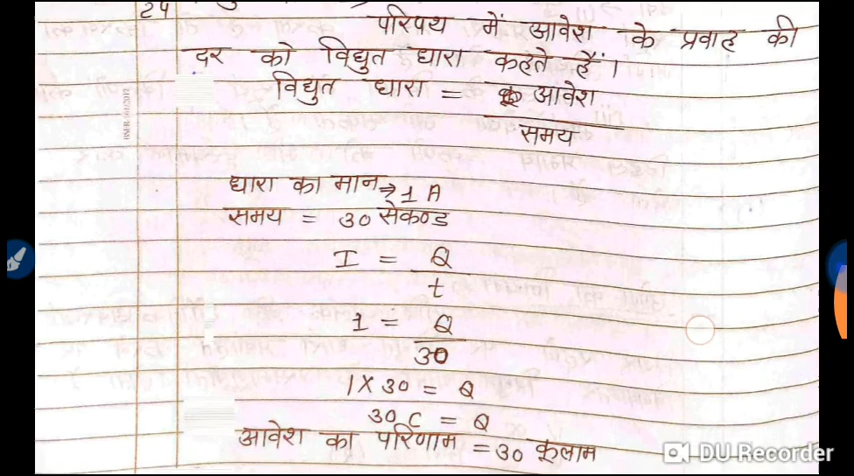 24
परिपथ में आवेश के प्रवाह की
दर को विद्युत धारा कहते हैं।
विद्युत धारा = आवेश
समय
धारा का मान → 1 A
समय = 30 सेकण्ड
I = Q
t
1 = Q
30
1 X 30 = Q
30 C = Q
आवेश का परिणाम = 30 कूलाम
DU Recorder